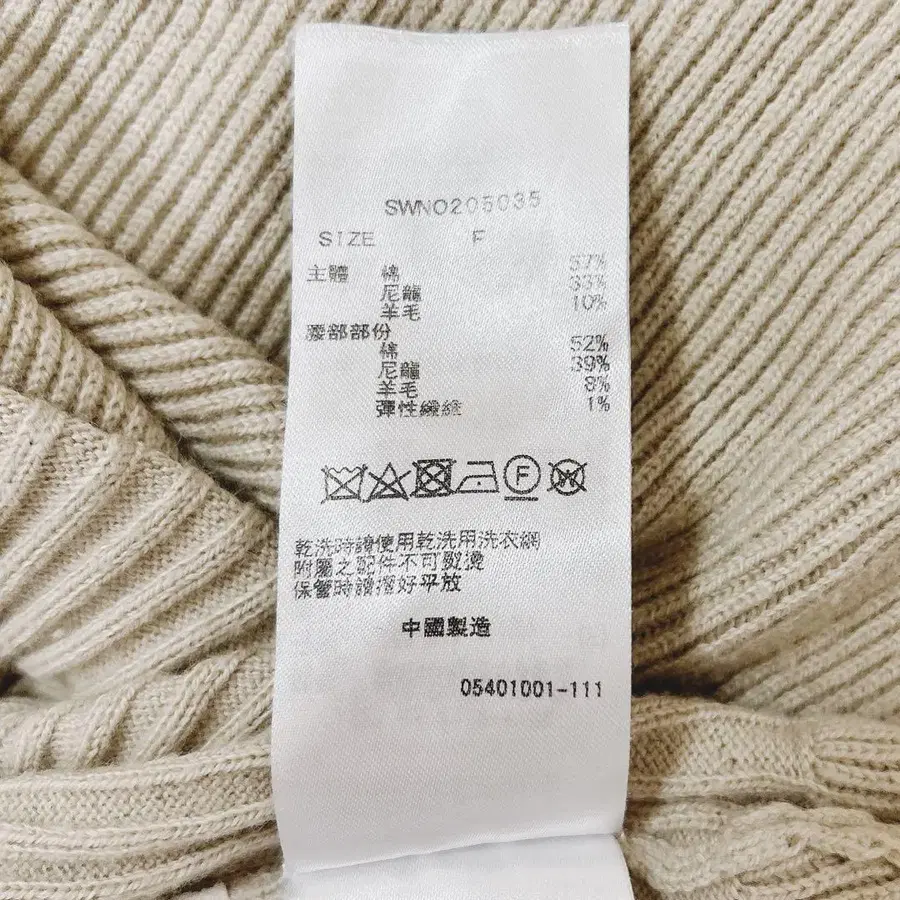 SWNO205035
SIZE F
主體 棉 57%
尼龍 33%
羊毛 10%
腰部部份
棉 52%
尼龍 39%
羊毛 8%
彈性纖維 1%
F W
乾洗時請使用乾洗用洗衣網
附屬之配件不可熨燙
保管時請摺好平放
中國製造
05401001-111